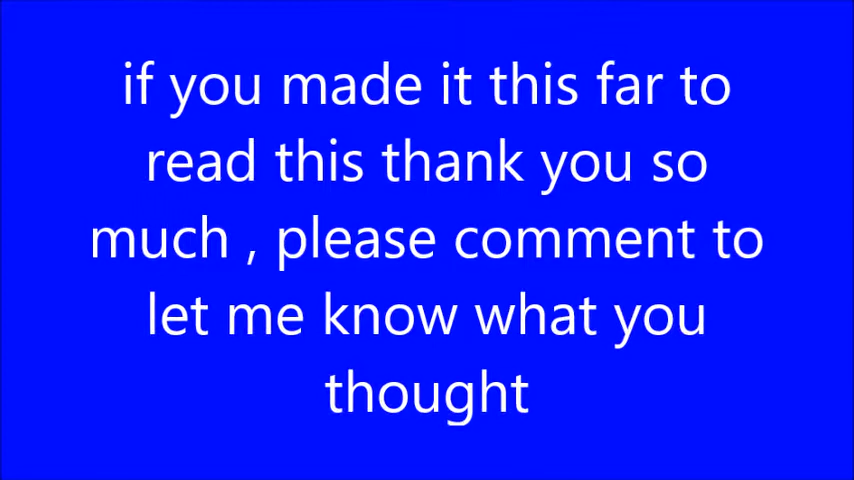 if you made it this far to
read this thank you so
much , please comment to
let me know what you
thought